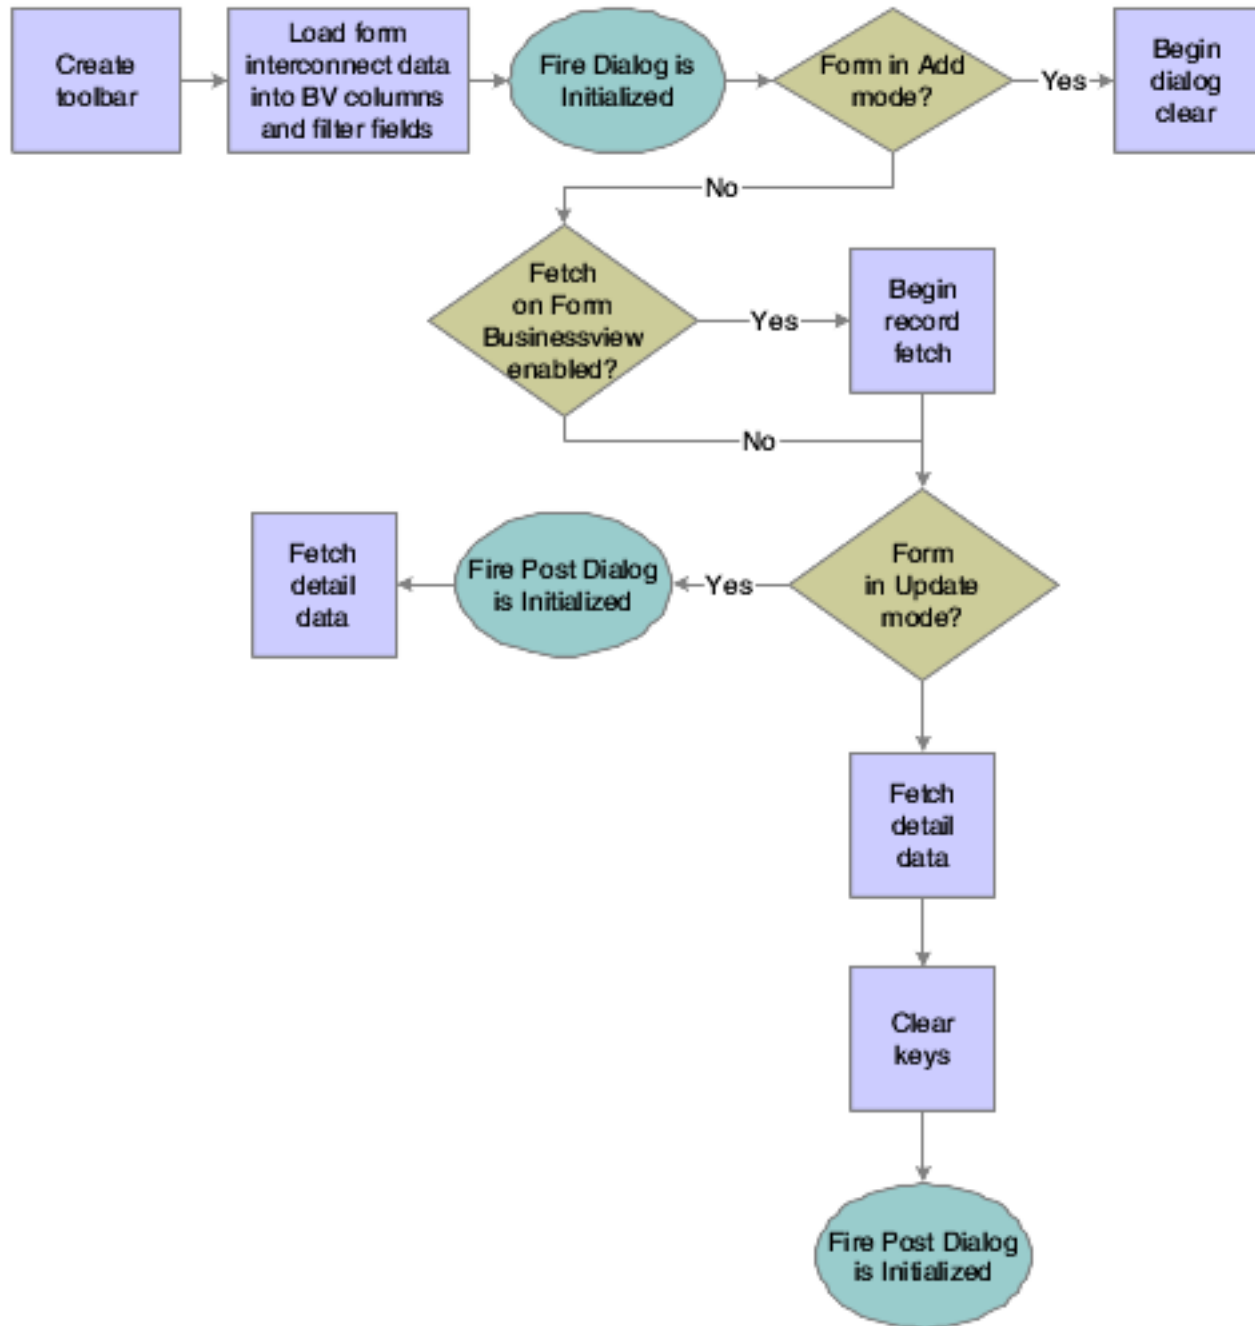 Create
toolbar
Load form
interconnect data
into BV columns
and filter fields
Fire Dialog is
Initialized
Form in Add
mode?
Yes
Begin
dialog
clear
No
Fetch
on Form
Businessview
enabled?
Yes
Begin
record
fetch
No
Form
in Update
mode?
Yes
Fire Post Dialog
is Initialized
Fetch
detail
data
Fetch
detail
data
Clear
keys
Fire Post Dialog
is Initialized